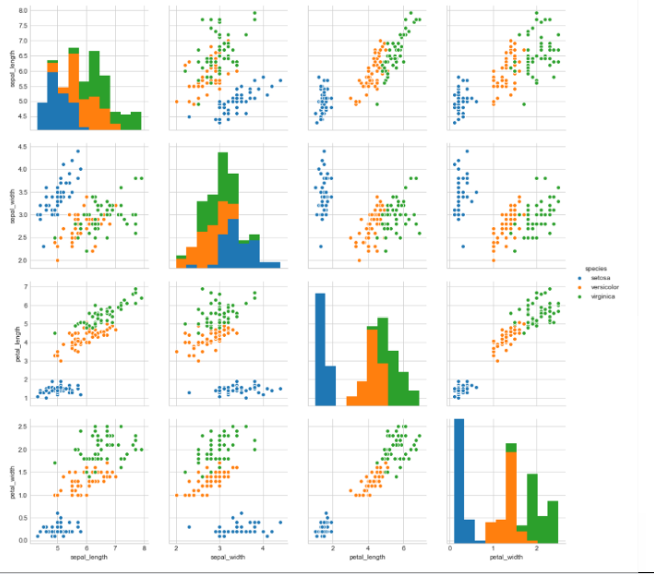 8.0
7.5
7.0
6.5
6.0
5.5
5.0
4.5
sepal_length
4.5
4.0
3.5
3.0
2.5
2.0
sepal_width
species
setosa
versicolor
virginica
7
6
5
4
3
2
1
petal_length
2.5
2.0
1.5
1.0
0.5
0.0
petal_width
5 6 7 8
sepal_length
2 3 4
sepal_width
2 4 6
petal_length
0 1 2
petal_width